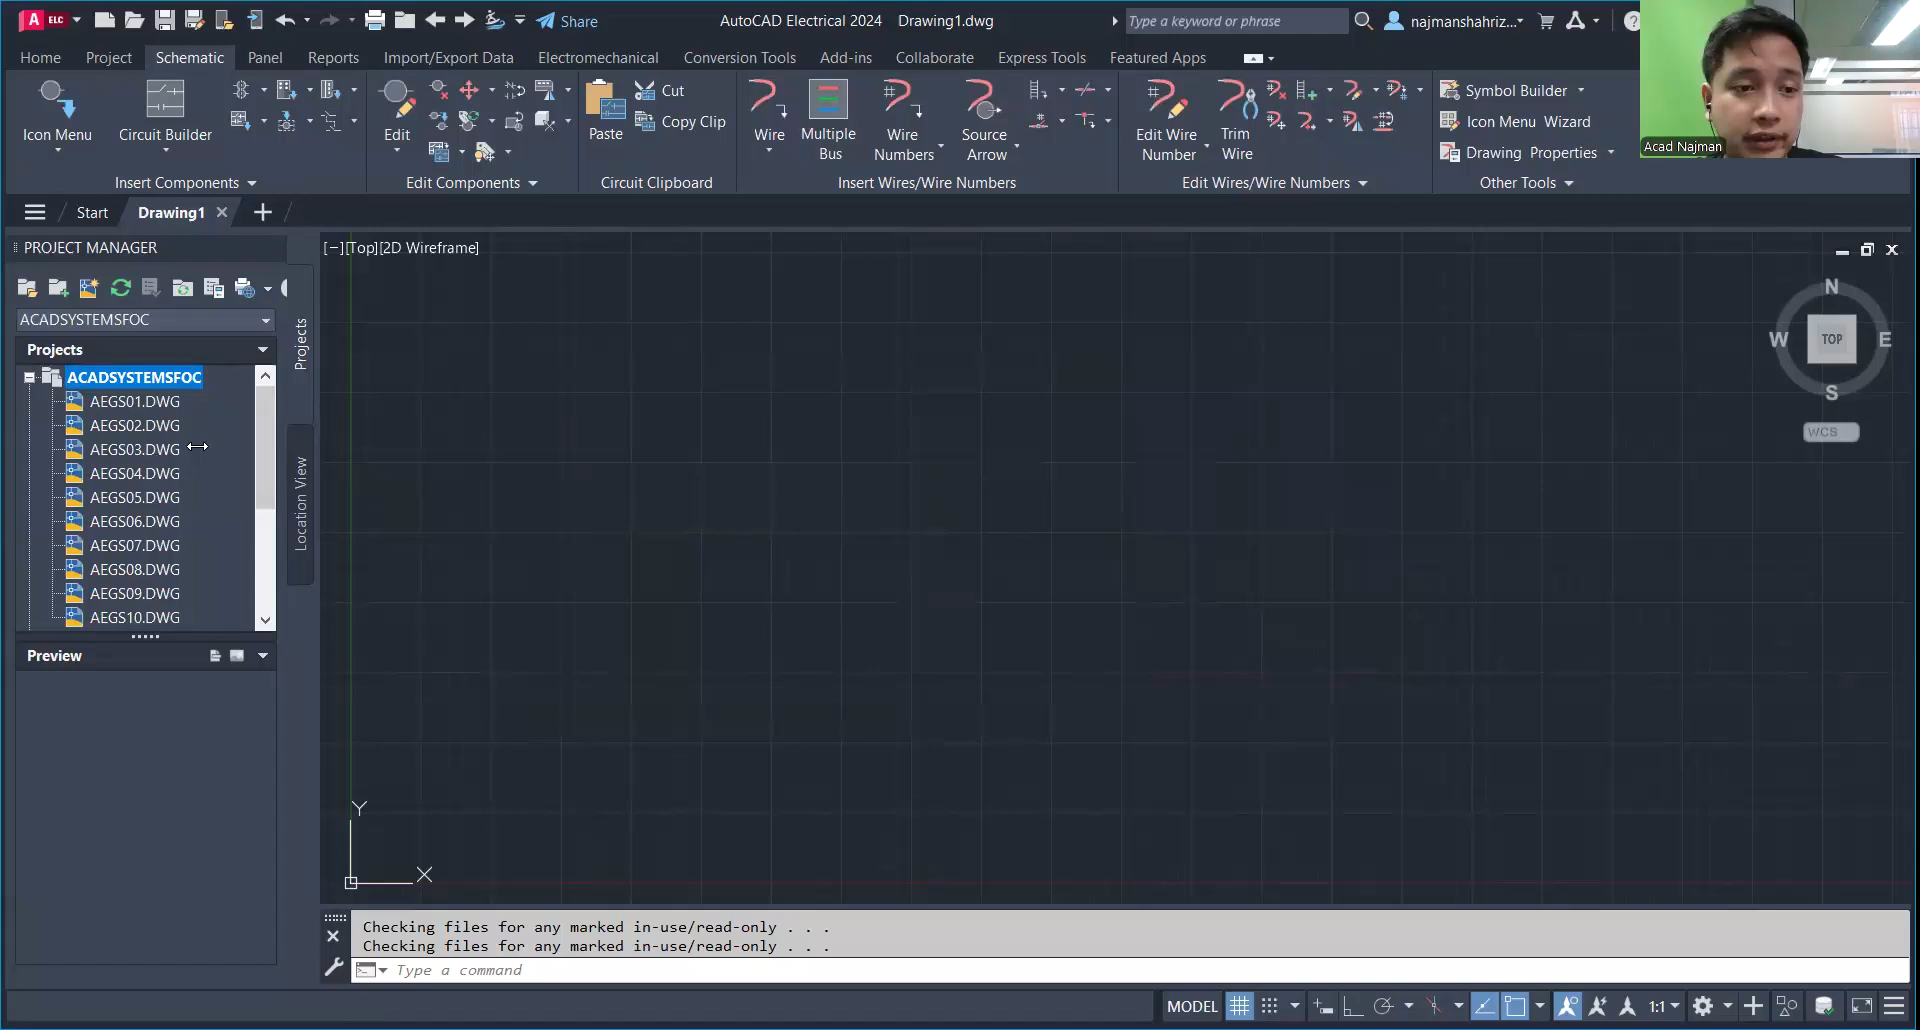 A ELC
Share
AutoCAD Electrical 2024 Drawing1.dwg
Type a keyword or phrase
najmanshahriz...
Home Project Schematic Panel Reports Import/Export Data Electromechanical Conversion Tools Add-ins Collaborate Express Tools Featured Apps
Icon Menu
Circuit Builder
Insert Components
Edit
Edit Components
Paste
Cut
Copy Clip
Circuit Clipboard
Wire
Multiple
Bus
Wire
Numbers
Source
Arrow
Insert Wires/Wire Numbers
Edit Wire
Number
Trim
Wire
Edit Wires/Wire Numbers
Symbol Builder
Icon Menu Wizard
Drawing Properties
Other Tools
Acad Najman
Start
Drawing1
PROJECT MANAGER
ACADSYSTEMSFOC
Projects
ACADSYSTEMSFOC
AEGS01.DWG
AEGS02.DWG
AEGS03.DWG
AEGS04.DWG
AEGS05.DWG
AEGS06.DWG
AEGS07.DWG
AEGS08.DWG
AEGS09.DWG
AEGS10.DWG
Preview
Projects
Location View
[−][Top][2D Wireframe]
N
W TOP E
S
WCS
Y
X
Checking files for any marked in-use/read-only . . .
Checking files for any marked in-use/read-only . . .
Type a command
MODEL
1:1